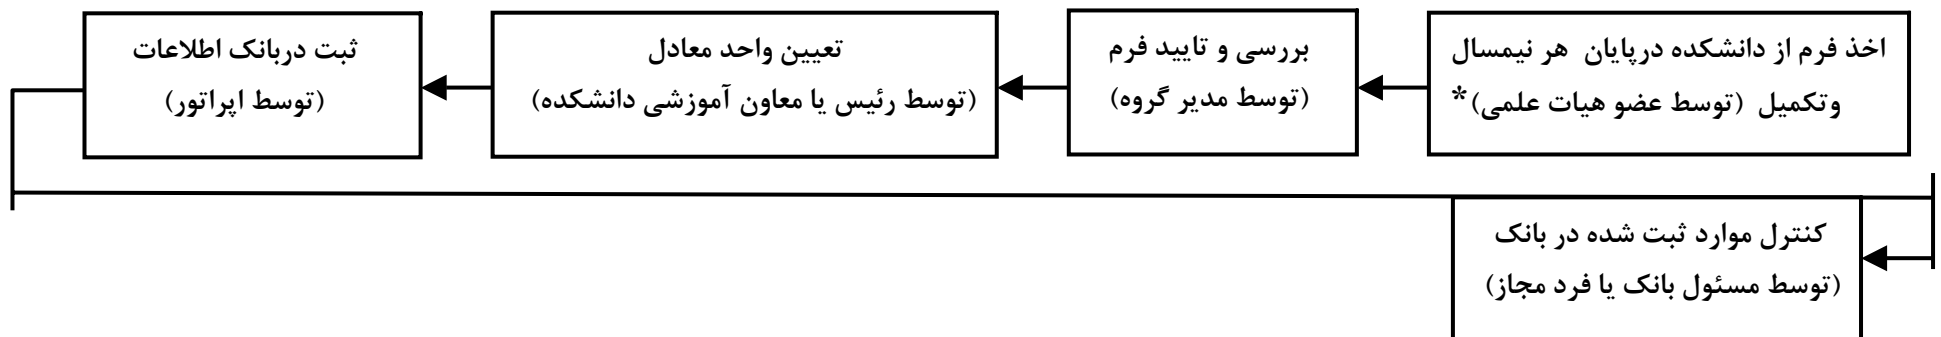 اخذ فرم از دانشکده درپایان هر نیمسال
وتکمیل (توسط عضو هیات علمی)*
بررسی و تایید فرم
(توسط مدیر گروه)
تعیین واحد معادل
(توسط رئیس یا معاون آموزشی دانشکده)
ثبت دربانک اطلاعات
(توسط اپراتور)
کنترل موارد ثبت شده در بانک
(توسط مسئول بانک یا فرد مجاز)